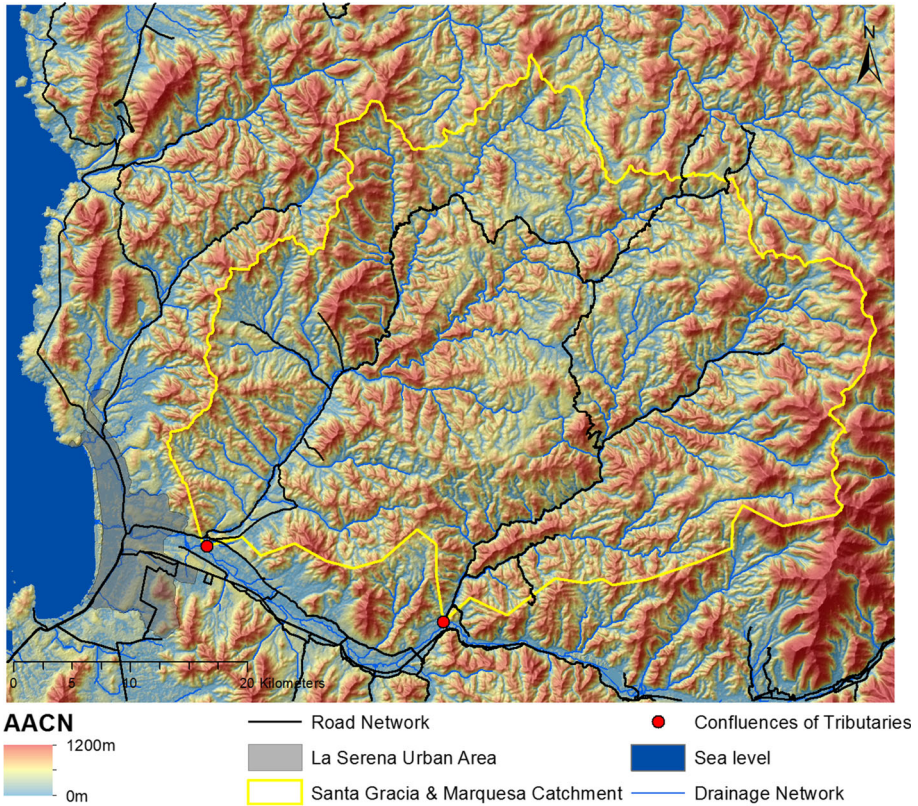 N
0 5 10 20 Kilometers
AACN
1200m
0m
Road Network
La Serena Urban Area
Santa Gracia & Marquesa Catchment
Confluences of Tributaries
Sea level
Drainage Network